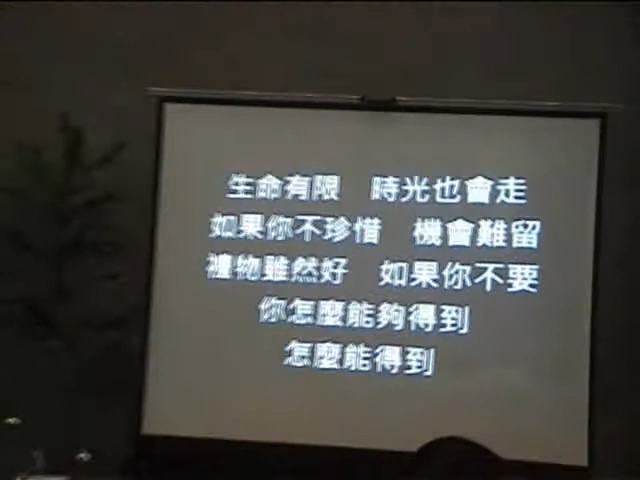 生命有限　時光也會走
如果你不珍惜　機會難留
禮物雖然好　如果你不要
你怎麼能夠得到
怎麼能得到